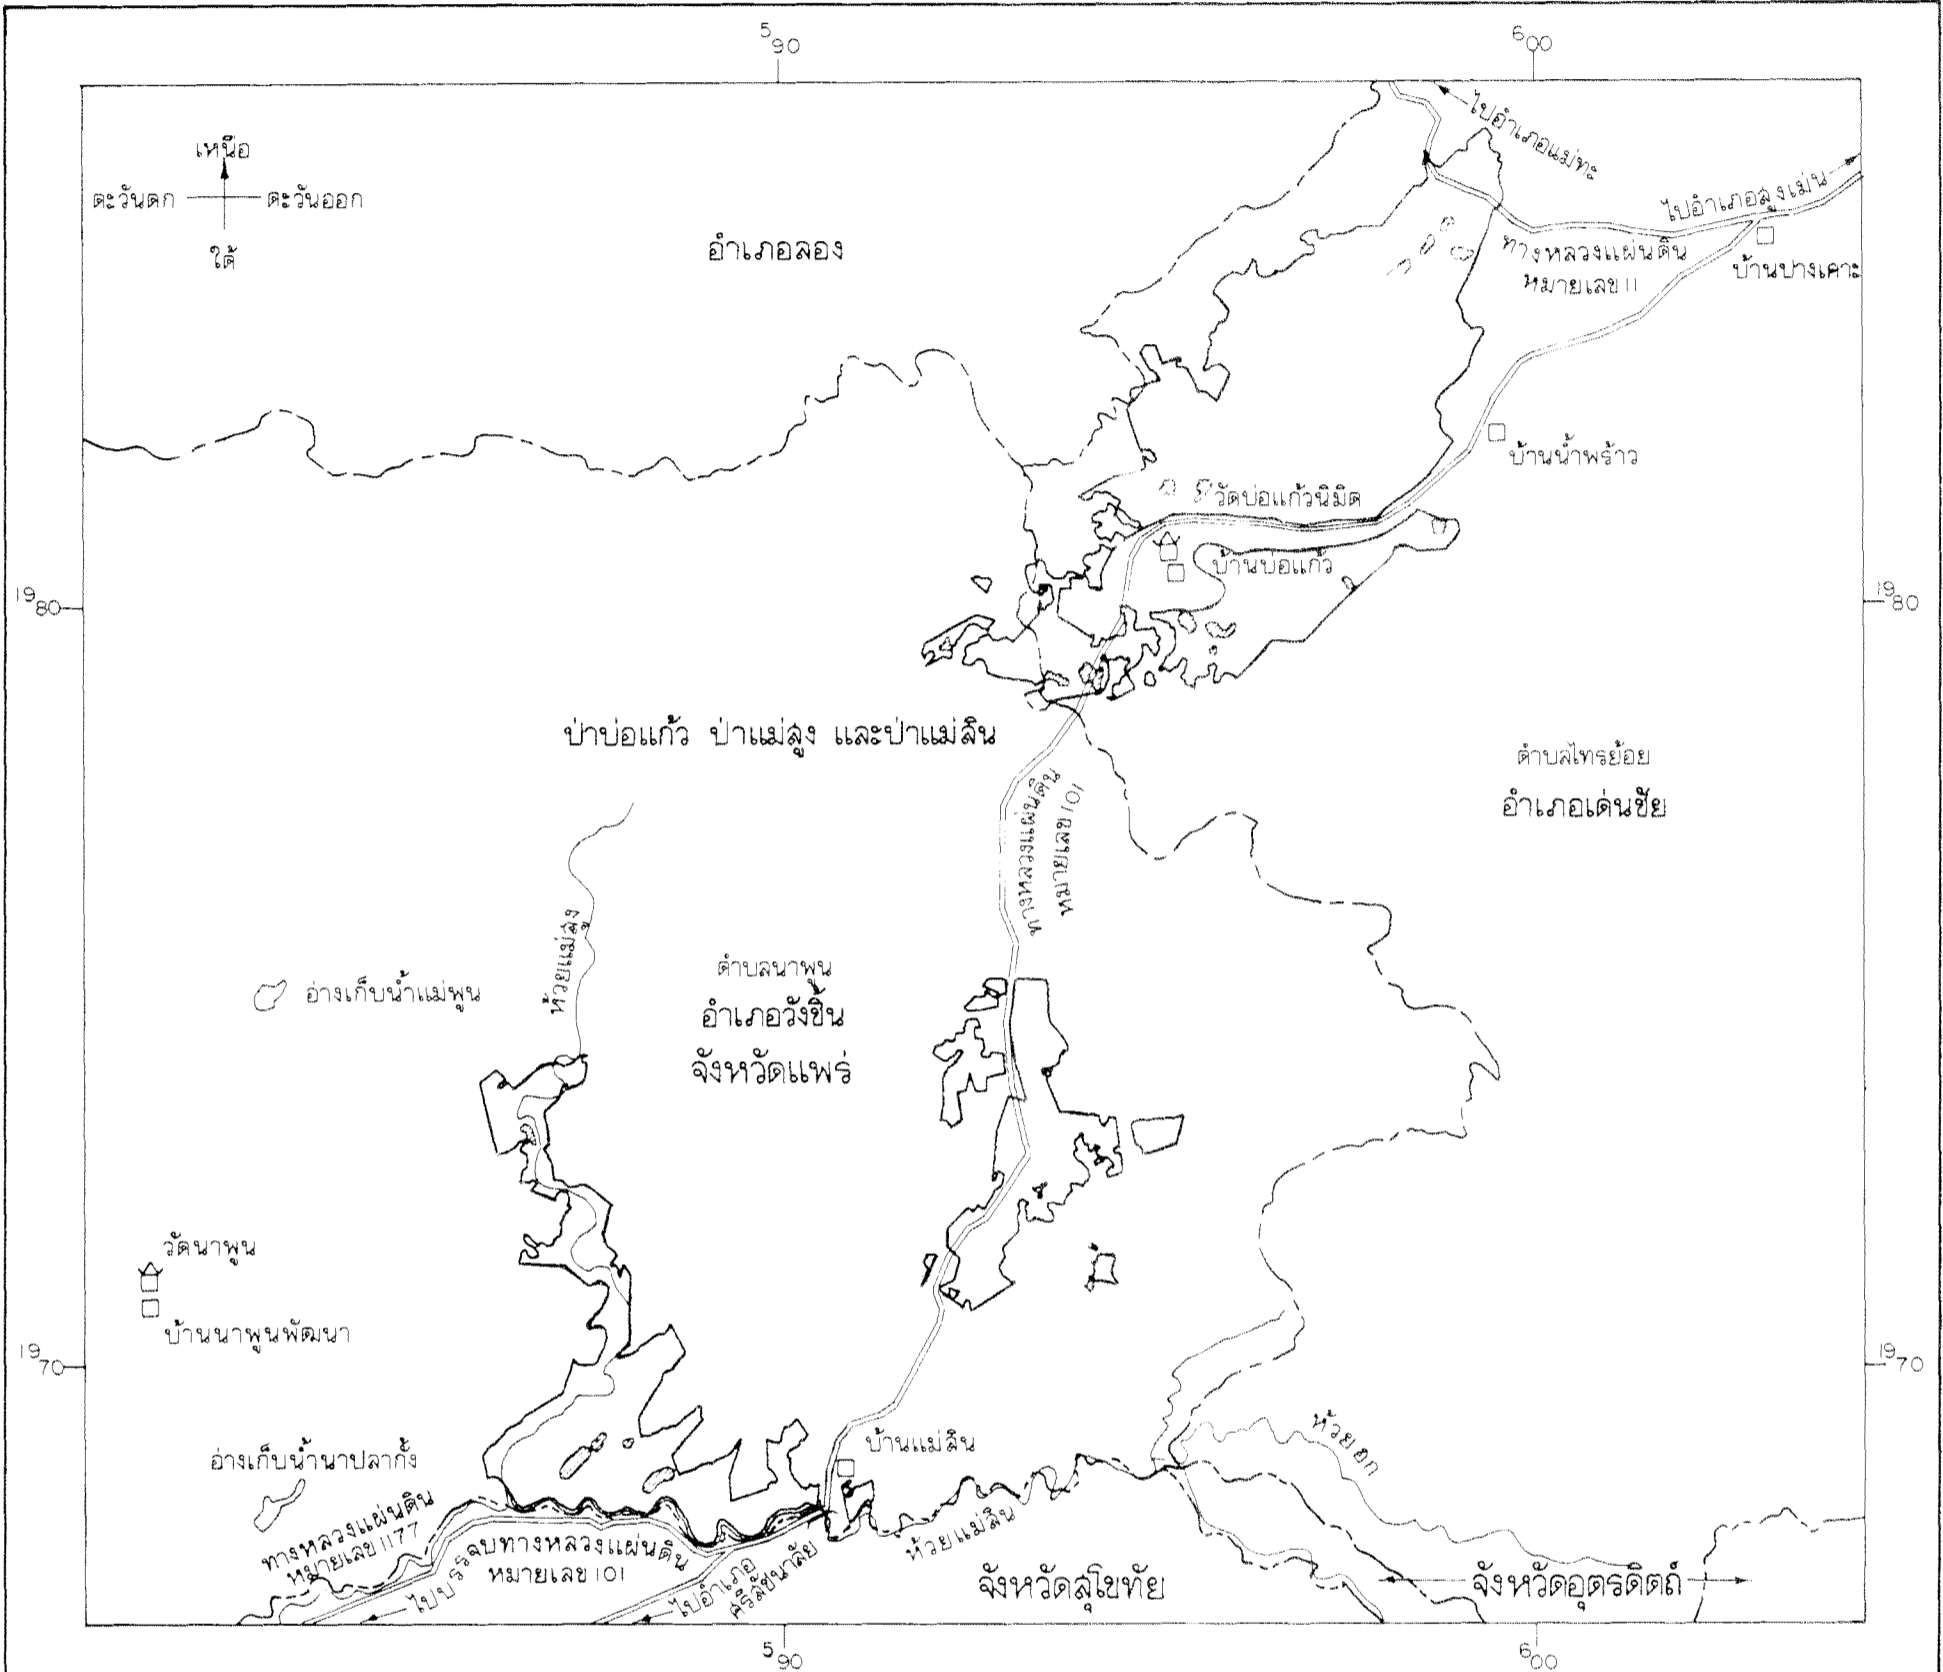 590
600
ไปอำเภอแม่ทะ
เหนือ
ตะวันตก
ตะวันออก
ใต้
ไปอำเภอสูงเม่น
อำเภอลอง
ทางหลวงแผ่นดิน
หมายเลข 11
บ้านปางเคาะ
บ้านน้ำพร้าว
วัดบ่อแก้วนิมิต
บ้านบ่อแก้ว
1980
1980
ป่าบ่อแก้ว ป่าแม่สูง และป่าแม่สิน
ตำบลไทรย้อย
อำเภอเด่นชัย
ทางหลวงแผ่นดิน
หมายเลข 101
ห้วยแม่สูง
ตำบลนาพูน
อำเภอวังชิ้น
จังหวัดแพร่
อ่างเก็บน้ำแม่พูน
วัดนาพูน
บ้านนาพูนพัฒนา
1970
1970
บ้านแม่สิน
ห้วยอก
อ่างเก็บน้ำนาปลากั้ง
ทางหลวงแผ่นดิน
หมายเลข 1177
จบทางหลวงแผ่นดิน
หมายเลข 101
ไปบรร
ไปอำเภอ
ศรีสัชนาลัย
ห้วยแม่สิน
จังหวัดสุโขทัย
จังหวัดอุตรดิตถ์
590
600